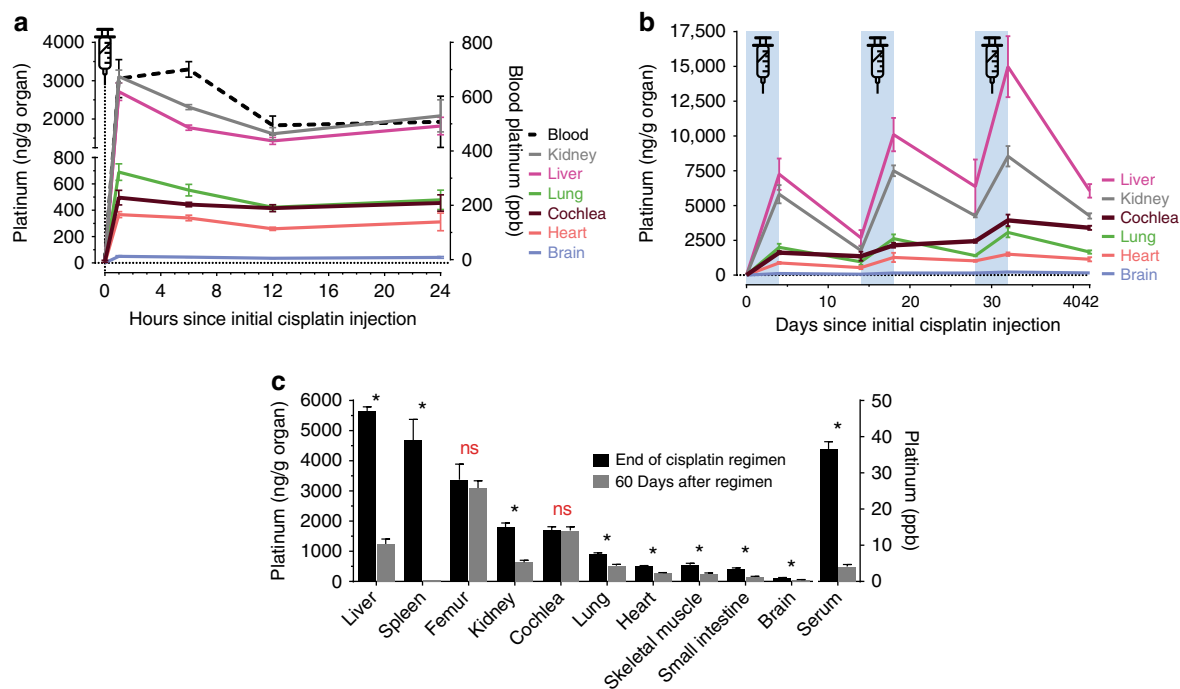 a
4000
3000
2000
800
600
400
200
0
Platinum (ng/g organ)
800
600
400
200
0
Blood platinum (ppb)
0
4
8
12
16
20
24
Hours since initial cisplatin injection
Blood
Kidney
Liver
Lung
Cochlea
Heart
Brain
b
17,500
15,000
12,500
10,000
7500
5000
2500
0
Platinum (ng/g organ)
0
10
20
30
40
42
Days since initial cisplatin injection
Liver
Kidney
Cochlea
Lung
Heart
Brain
c
6000
5000
4000
3000
2000
1000
0
Platinum (ng/g organ)
*
*
ns
*
ns
*
*
*
*
*
*
End of cisplatin regimen
60 Days after regimen
50
40
30
20
10
0
Platinum (ppb)
Liver
Spleen
Femur
Kidney
Cochlea
Lung
Heart
Skeletal muscle
Small intestine
Brain
Serum